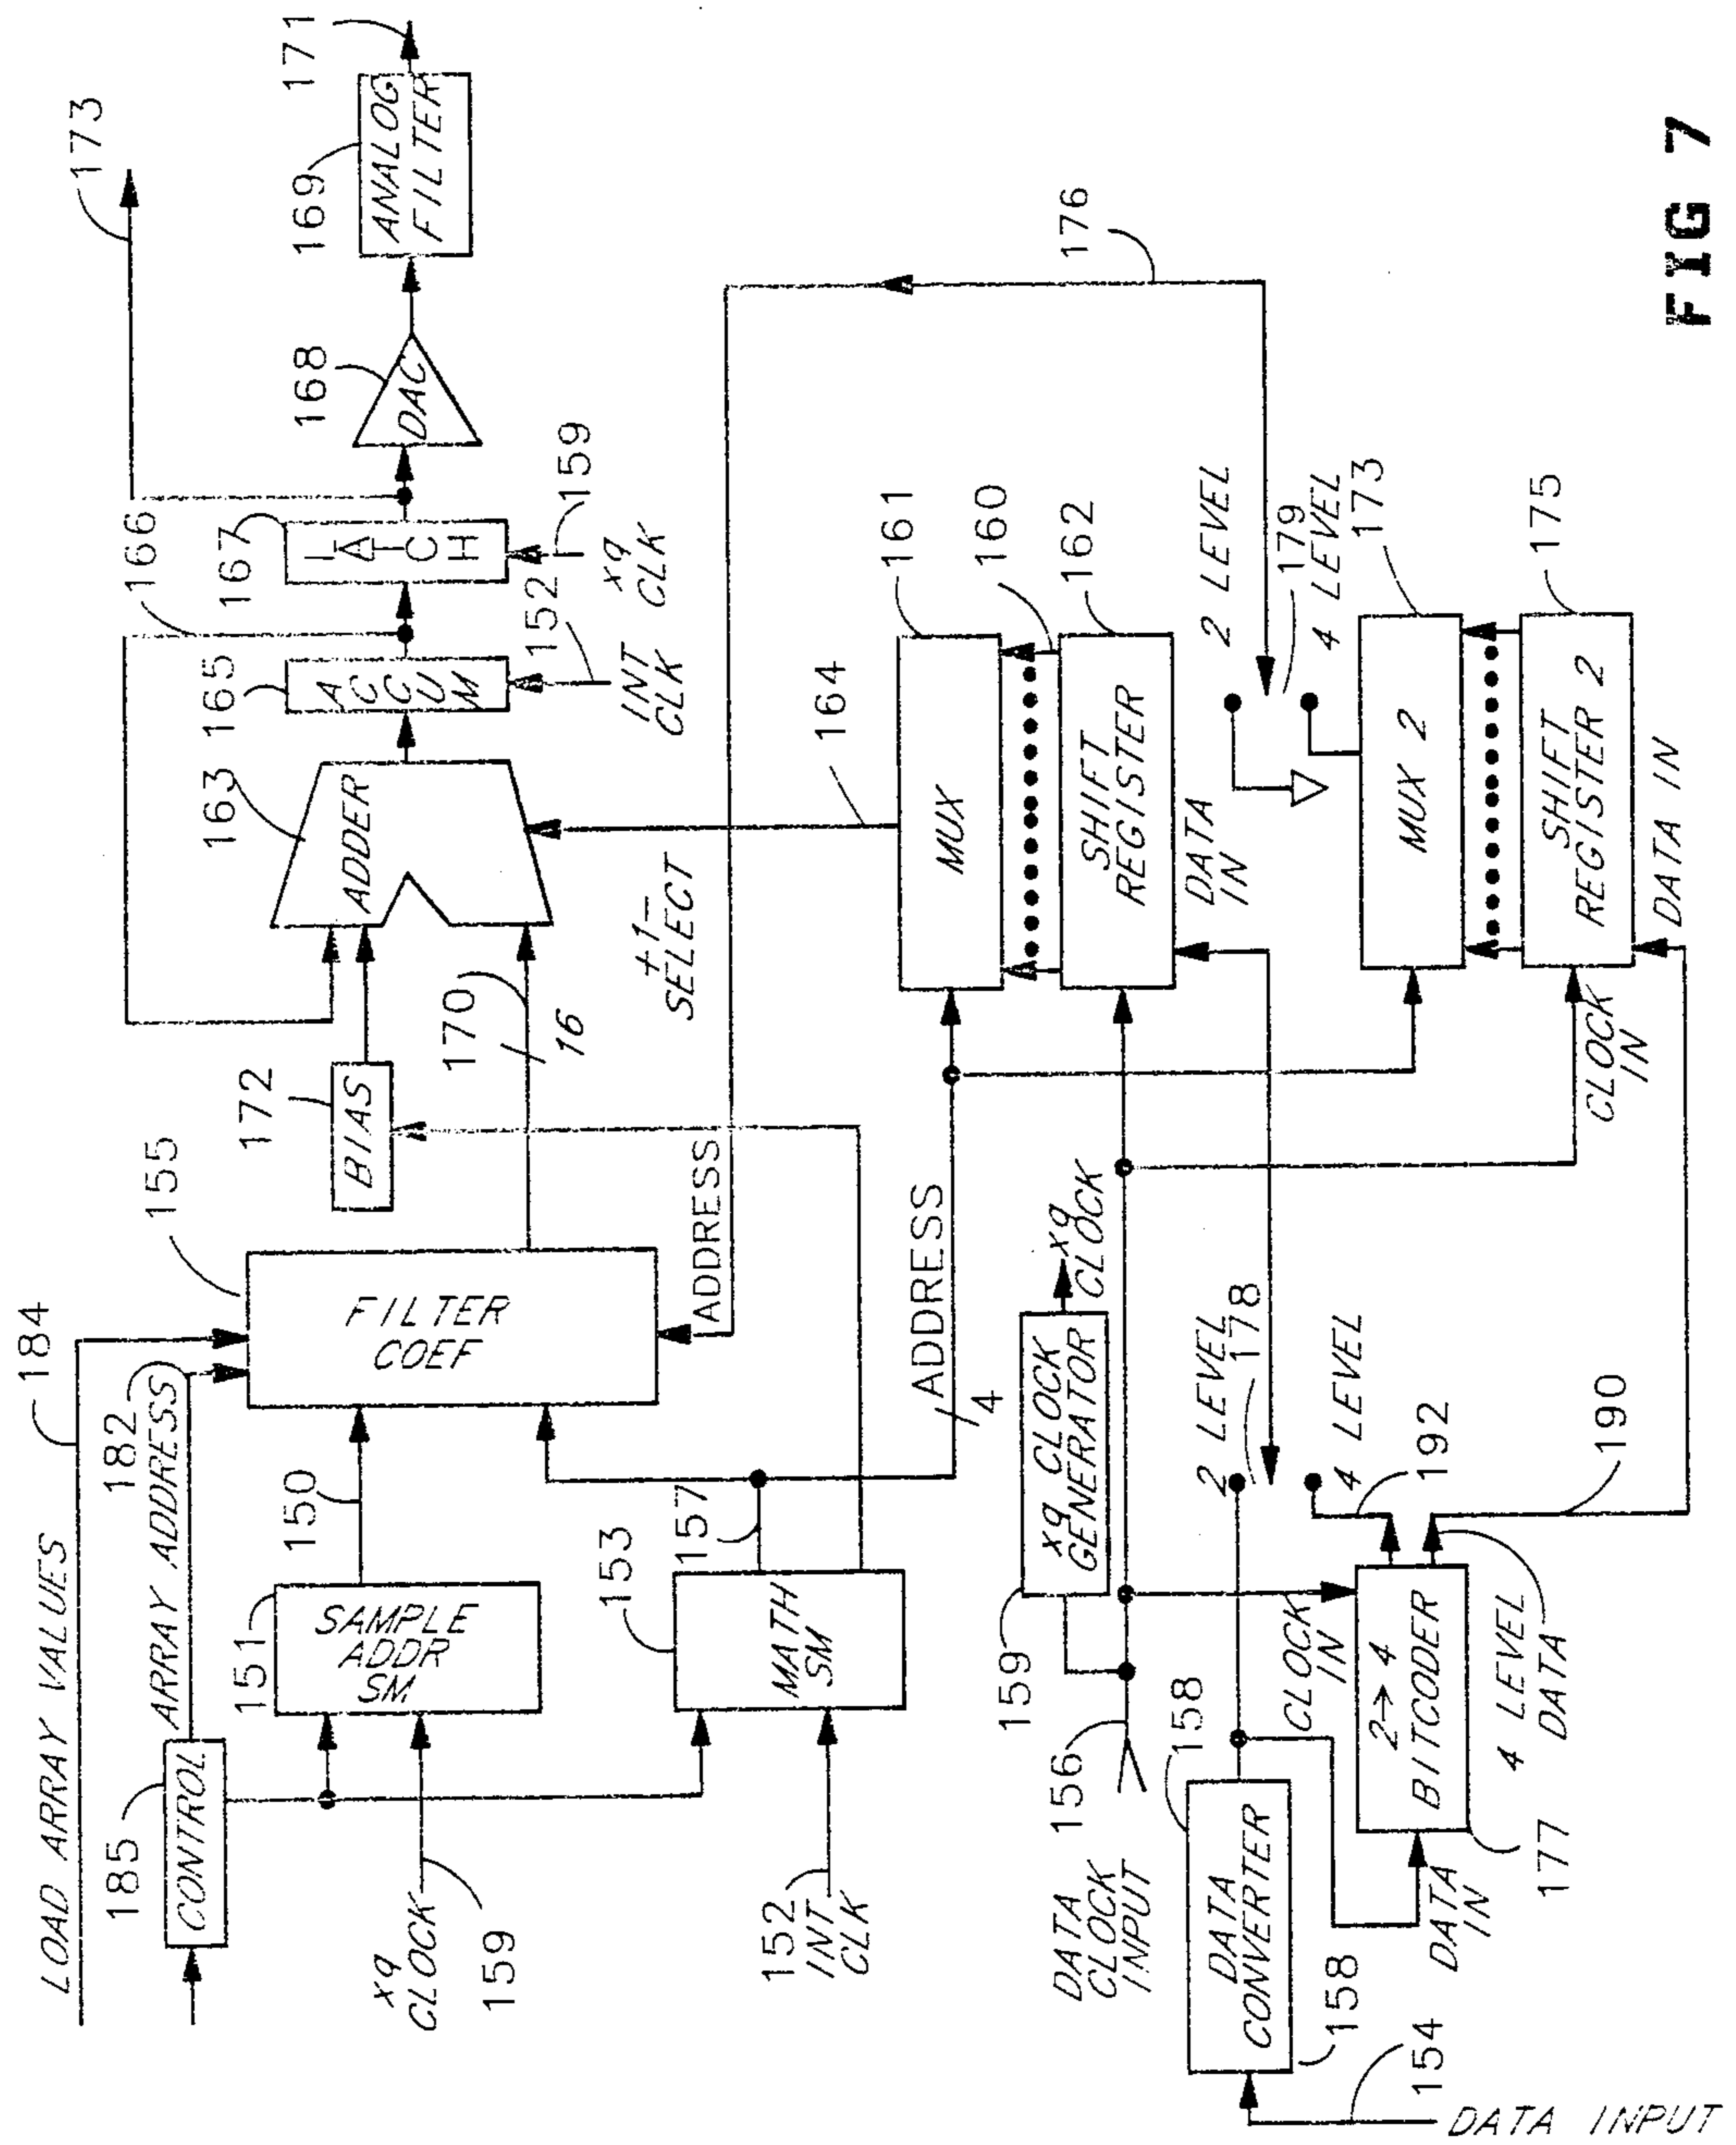 LOAD ARRAY VALUES
184
185
CONTROL
ARRAY ADDRESS
182
155
FILTER
COEF
172
BIAS
166
173
xq
CLOCK
159
151
SAMPLE
ADDR
SM
150
170
16
163
ADDER
165
ACCUM
167
LATCH
168
DAC
169
ANALOG
FILTER
171
152
INT
CLK
153
MATH
SM
157
ADDRESS
+1-
SELECT
INT
CLK
152
xq
CLK
159
ADDRESS
4
164
MUX
161
160
SHIFT
REGISTER
162
DATA
IN
176
159
xq CLOCK
GENERATOR
xq
CLOCK
DATA
CLOCK
INPUT
156
158
DATA
CONVERTER
158
2 LEVEL
178
4 LEVEL
192
190
CLOCK
IN
2→4
BITCODER
177
DATA
IN
4 LEVEL
DATA
2 LEVEL
179
4 LEVEL
173
MUX 2
SHIFT
REGISTER 2
175
CLOCK
IN
DATA IN
154
DATA INPUT
FIG 7